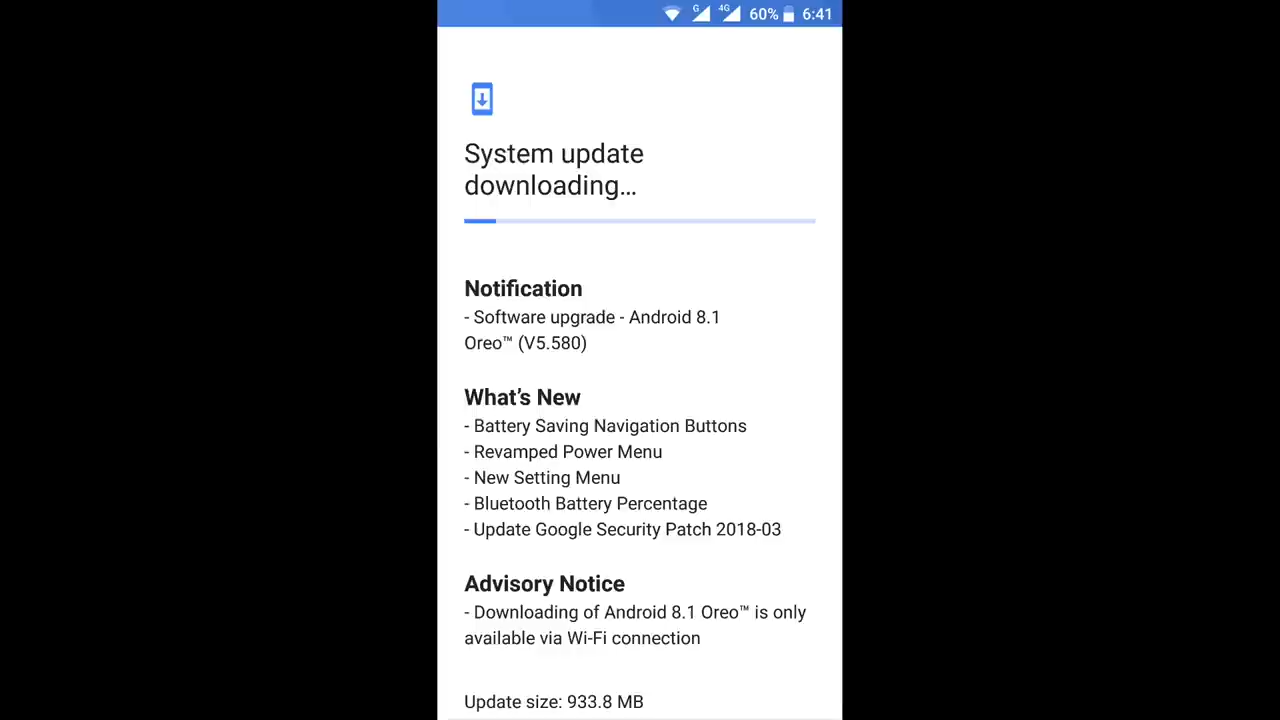 G 4G 60% 6:41
System update
downloading...
Notification
- Software upgrade - Android 8.1
Oreo™ (V5.580)
What's New
- Battery Saving Navigation Buttons
- Revamped Power Menu
- New Setting Menu
- Bluetooth Battery Percentage
- Update Google Security Patch 2018-03
Advisory Notice
- Downloading of Android 8.1 Oreo™ is only
available via Wi-Fi connection
Update size: 933.8 MB